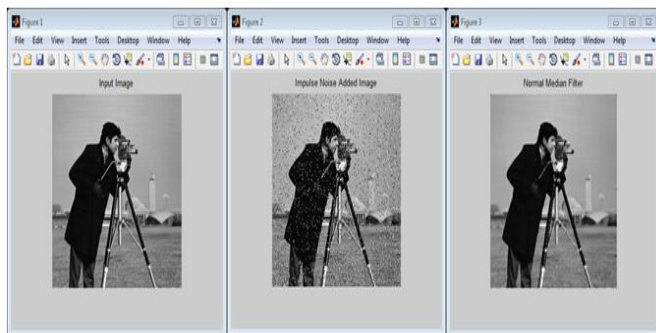 Figure 1
File Edit View Insert Tools Desktop Window Help
Input Image
Figure 2
File Edit View Insert Tools Desktop Window Help
Impulse Noise Added Image
Figure 3
File Edit View Insert Tools Desktop Window Help
Normal Median Filter